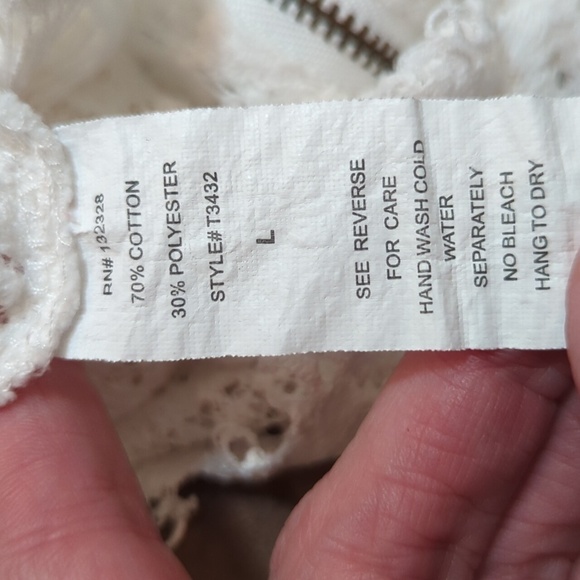 RN# 132328
70% COTTON
30% POLYESTER
STYLE# T3432
L
SEE REVERSE
FOR CARE
HAND WASH COLD
WATER
SEPARATELY
NO BLEACH
HANG TO DRY